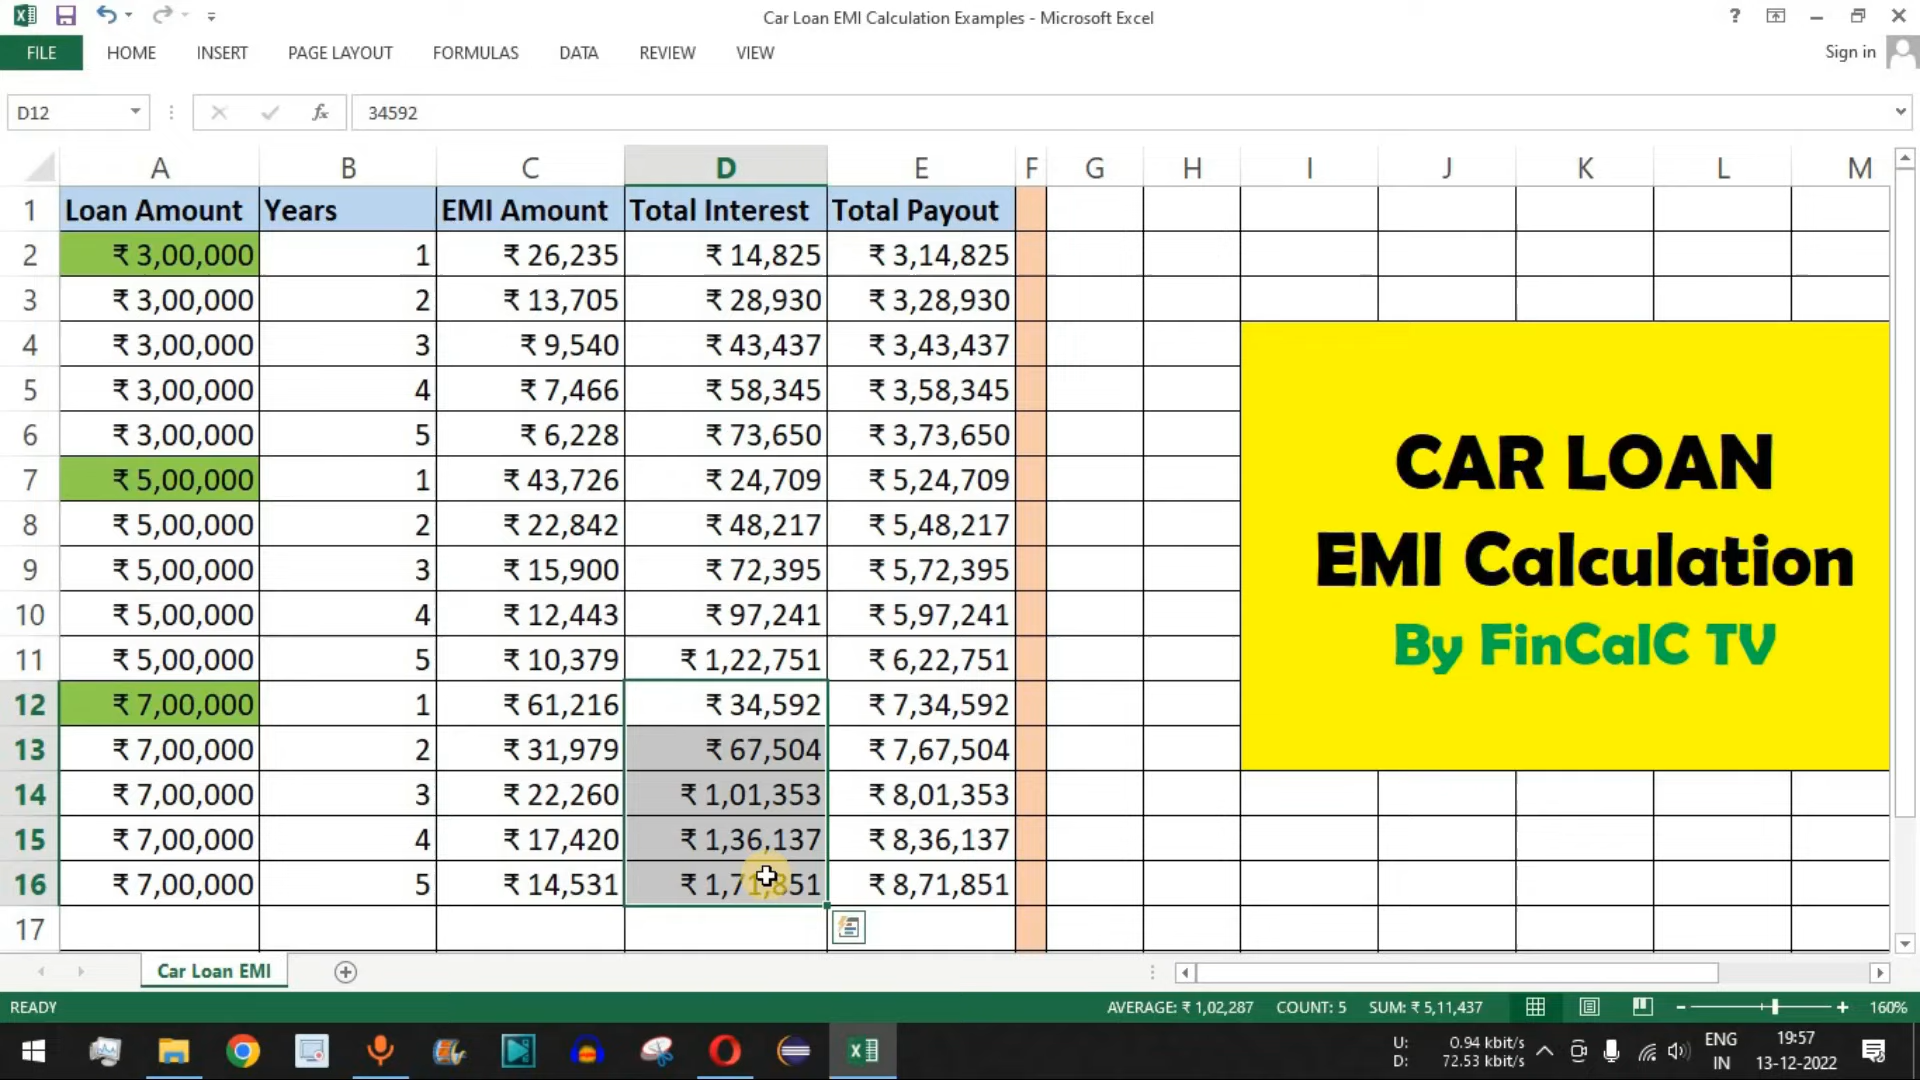 Car Loan EMI Calculation Examples - Microsoft Excel
?
FILE HOME INSERT PAGE LAYOUT FORMULAS DATA REVIEW VIEW
Sign in
D12
fx
34592
A B C D E F G H I J K L M
1 Loan Amount Years EMI Amount Total Interest Total Payout
2 ₹ 3,00,000 1 ₹ 26,235 ₹ 14,825 ₹ 3,14,825
3 ₹ 3,00,000 2 ₹ 13,705 ₹ 28,930 ₹ 3,28,930
4 ₹ 3,00,000 3 ₹ 9,540 ₹ 43,437 ₹ 3,43,437
5 ₹ 3,00,000 4 ₹ 7,466 ₹ 58,345 ₹ 3,58,345
6 ₹ 3,00,000 5 ₹ 6,228 ₹ 73,650 ₹ 3,73,650
7 ₹ 5,00,000 1 ₹ 43,726 ₹ 24,709 ₹ 5,24,709
8 ₹ 5,00,000 2 ₹ 22,842 ₹ 48,217 ₹ 5,48,217
9 ₹ 5,00,000 3 ₹ 15,900 ₹ 72,395 ₹ 5,72,395
10 ₹ 5,00,000 4 ₹ 12,443 ₹ 97,241 ₹ 5,97,241
11 ₹ 5,00,000 5 ₹ 10,379 ₹ 1,22,751 ₹ 6,22,751
12 ₹ 7,00,000 1 ₹ 61,216 ₹ 34,592 ₹ 7,34,592
13 ₹ 7,00,000 2 ₹ 31,979 ₹ 67,504 ₹ 7,67,504
14 ₹ 7,00,000 3 ₹ 22,260 ₹ 1,01,353 ₹ 8,01,353
15 ₹ 7,00,000 4 ₹ 17,420 ₹ 1,36,137 ₹ 8,36,137
16 ₹ 7,00,000 5 ₹ 14,531 ₹ 1,71,851 ₹ 8,71,851
17
CAR LOAN
EMI Calculation
By FinCalC TV
Car Loan EMI
READY
AVERAGE: ₹ 1,02,287 COUNT: 5 SUM: ₹ 5,11,437
160%
U: 0.94 kbit/s
D: 72.53 kbit/s
ENG
IN
19:57
13-12-2022